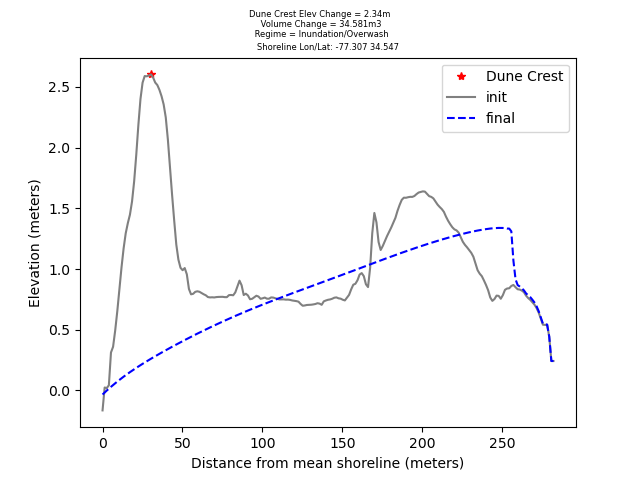 Dune Crest Elev Change = 2.34m
Volume Change = 34.581m3
Regime = Inundation/Overwash
Shoreline Lon/Lat: -77.307 34.547
Dune Crest
init
final
2.5
2.0
1.5
1.0
0.5
0.0
Elevation (meters)
0
50
100
150
200
250
Distance from mean shoreline (meters)